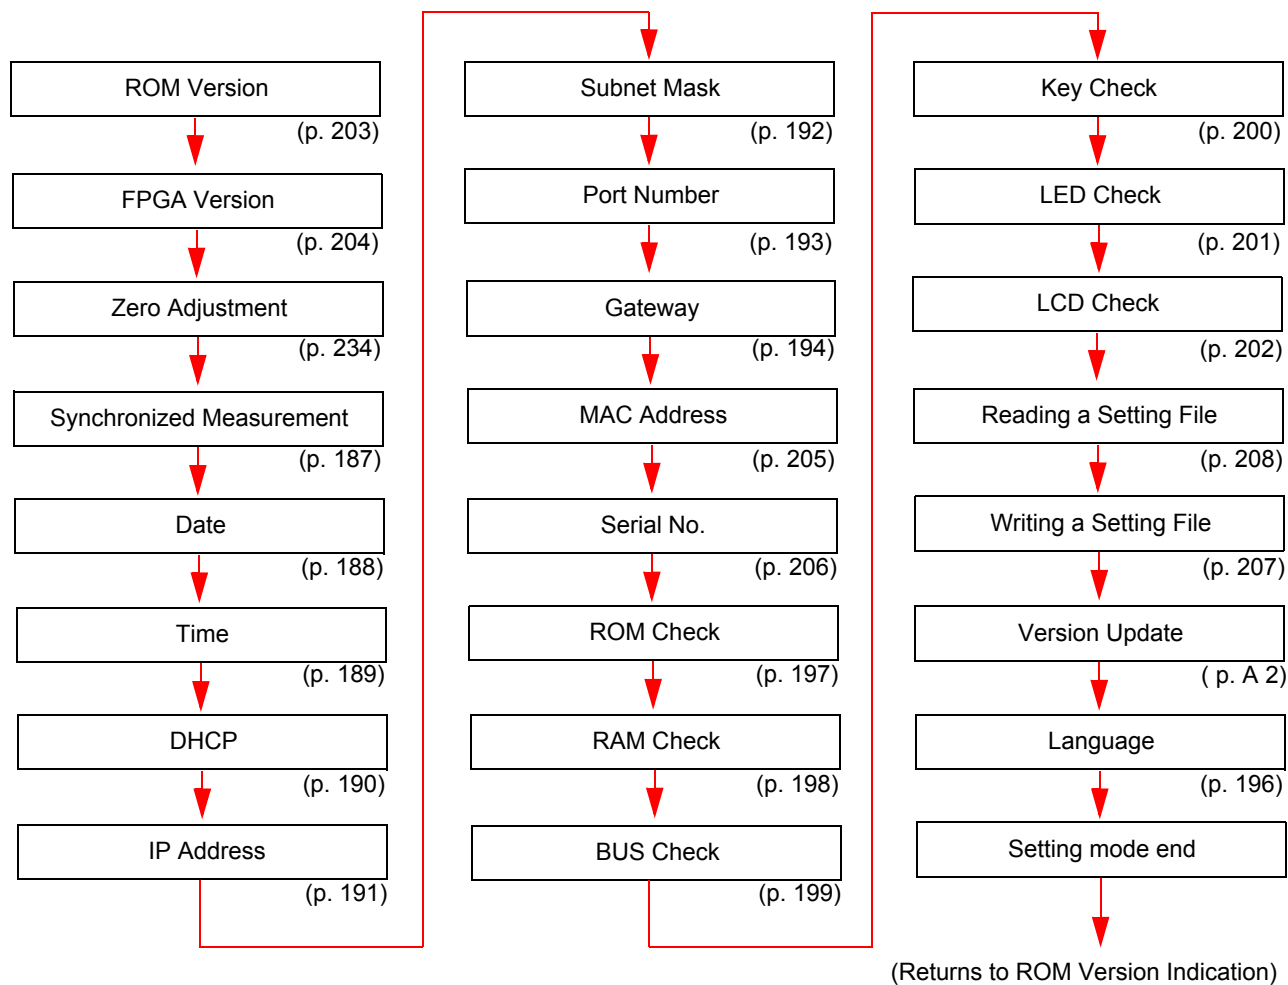 ROM Version
(p. 203)
FPGA Version
(p. 204)
Zero Adjustment
(p. 234)
Synchronized Measurement
(p. 187)
Date
(p. 188)
Time
(p. 189)
DHCP
(p. 190)
IP Address
(p. 191)
Subnet Mask
(p. 192)
Port Number
(p. 193)
Gateway
(p. 194)
MAC Address
(p. 205)
Serial No.
(p. 206)
ROM Check
(p. 197)
RAM Check
(p. 198)
BUS Check
(p. 199)
Key Check
(p. 200)
LED Check
(p. 201)
LCD Check
(p. 202)
Reading a Setting File
(p. 208)
Writing a Setting File
(p. 207)
Version Update
( p. A 2)
Language
(p. 196)
Setting mode end
(Returns to ROM Version Indication)